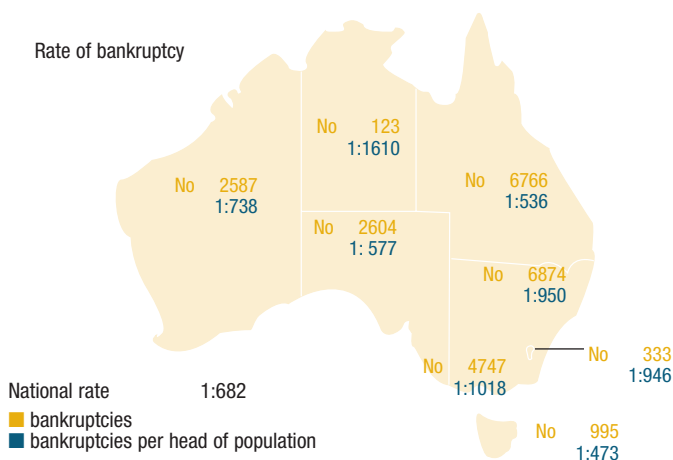 Rate of bankruptcy
No 123
1:1610
No 2587
1:738
No 6766
1:536
No 2604
1: 577
No 6874
1:950
No 333
1:946
No 4747
1:1018
National rate 1:682
bankruptcies
bankruptcies per head of population
No 995
1:473